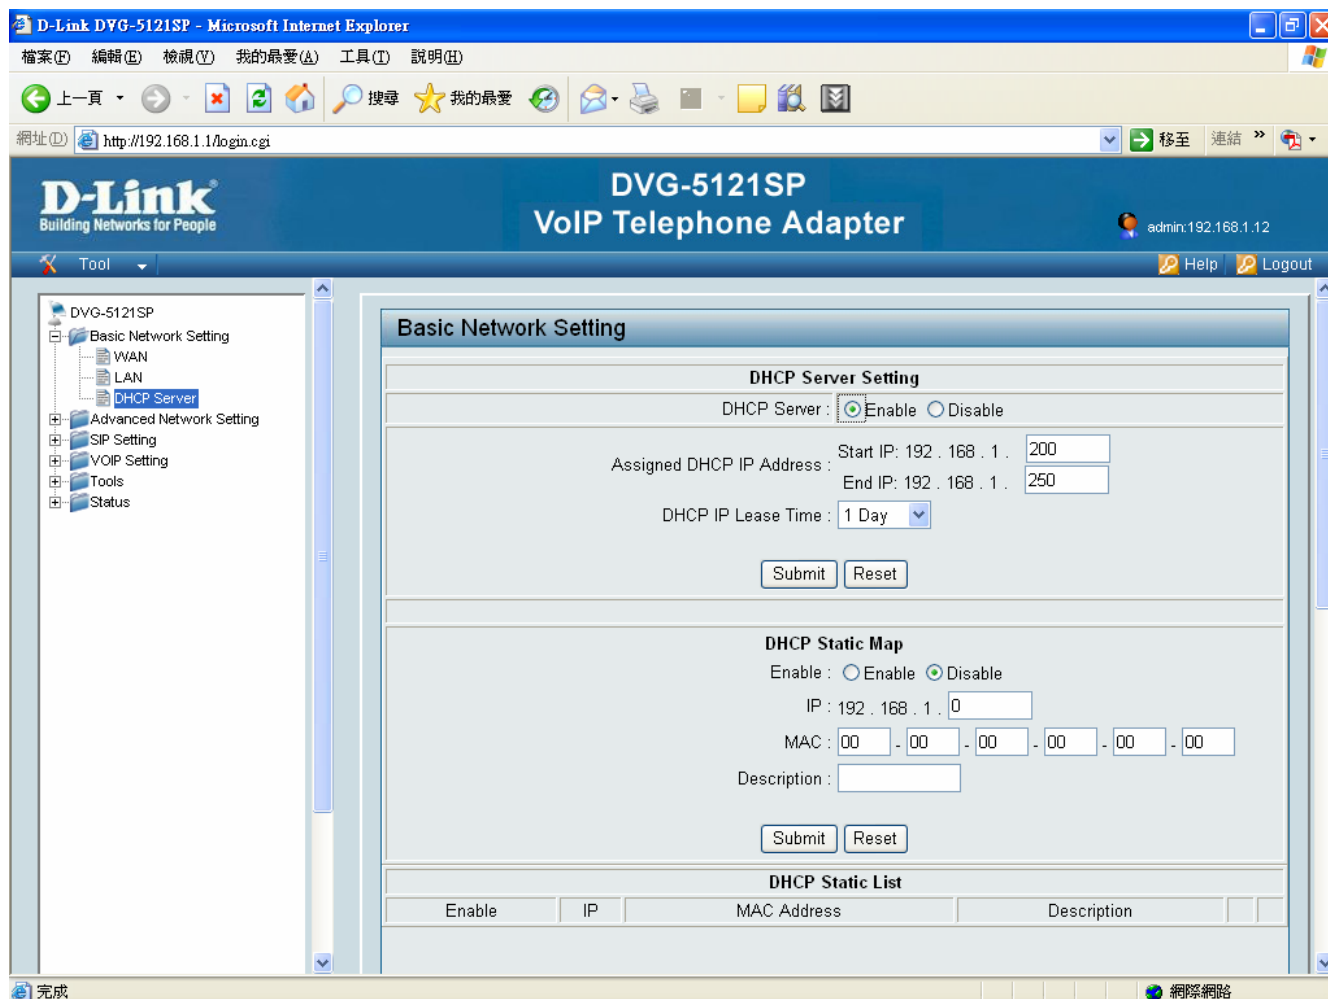 D-Link DVG-5121SP - Microsoft Internet Explorer
檔案(F) 編輯(E) 檢視(V) 我的最愛(A) 工具(T) 說明(H)
上一頁 搜尋 我的最愛
網址(D) http://192.168.1.1/login.cgi 移至 連結 »
D-Link
Building Networks for People
DVG-5121SP
VoIP Telephone Adapter
admin:192.168.1.12
Tool Help Logout
DVG-5121SP
Basic Network Setting
WAN
LAN
DHCP Server
Advanced Network Setting
SIP Setting
VOIP Setting
Tools
Status
Basic Network Setting
DHCP Server Setting
DHCP Server : Enable Disable
Assigned DHCP IP Address : Start IP: 192 . 168 . 1 . 200
End IP: 192 . 168 . 1 . 250
DHCP IP Lease Time : 1 Day
Submit Reset
DHCP Static Map
Enable : Enable Disable
IP : 192 . 168 . 1 . 0
MAC : 00 - 00 - 00 - 00 - 00 - 00
Description :
Submit Reset
DHCP Static List
Enable IP MAC Address Description
完成 網際網路